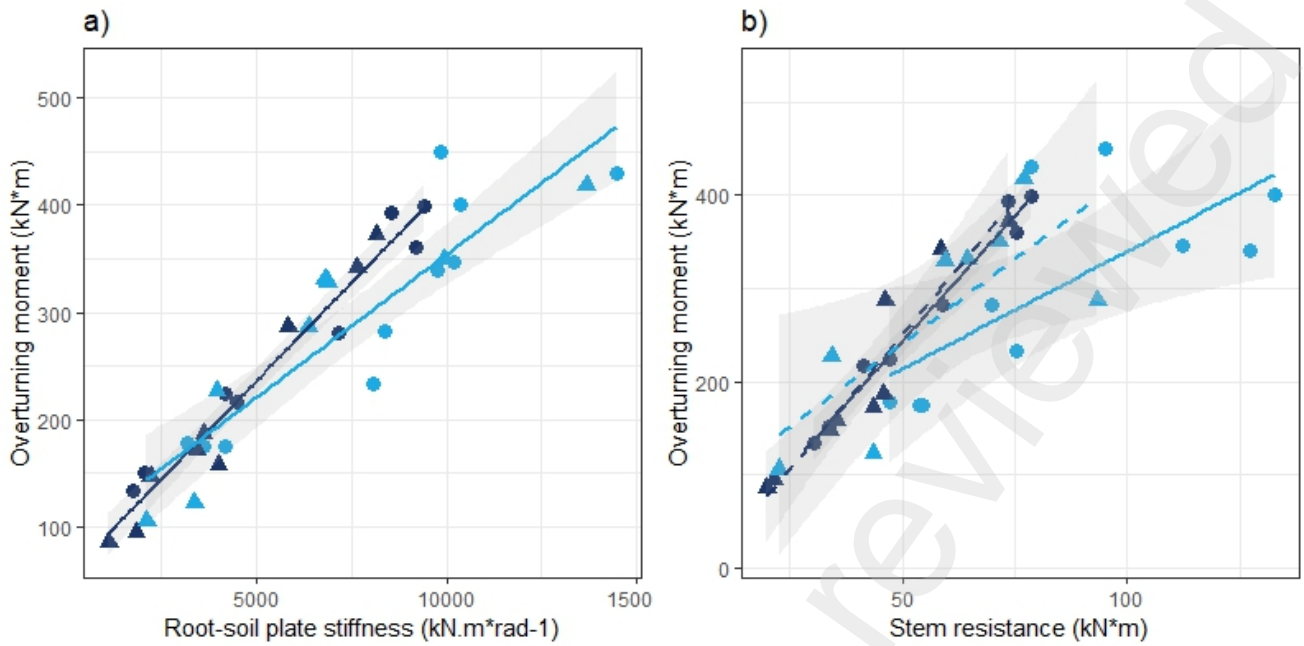 a)
Overturning moment (kN*m)
500
400
300
200
100
5000
10000
1500
Root-soil plate stiffness (kN.m*rad-1)
b)
Overturning moment (kN*m)
400
200
0
50
100
Stem resistance (kN*m)
reviewed